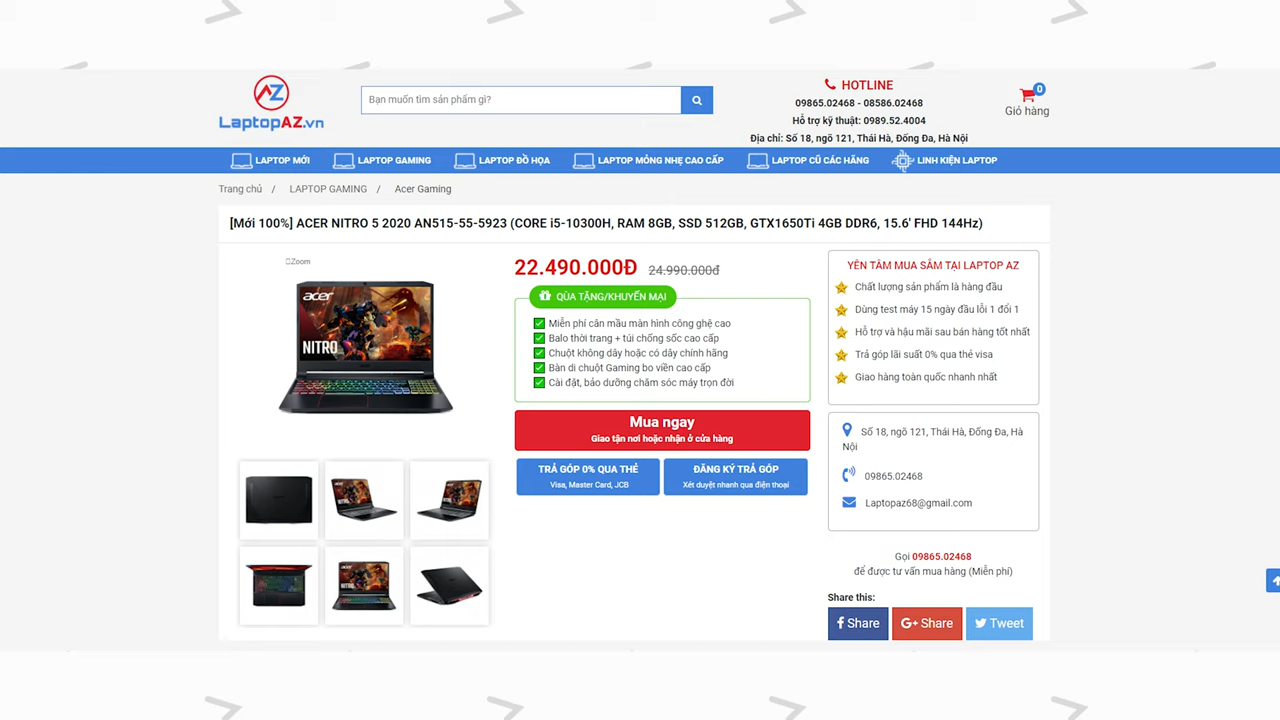 AZ
LaptopAZ.vn
Bạn muốn tìm sản phẩm gì?
HOTLINE
09865.02468 - 08586.02468
Hỗ trợ kỹ thuật: 0989.52.4004
Địa chỉ: Số 18, ngõ 121, Thái Hà, Đống Đa, Hà Nội
0
Giỏ hàng
LAPTOP MỚI
LAPTOP GAMING
LAPTOP ĐỒ HỌA
LAPTOP MỎNG NHẸ CAO CẤP
LAPTOP CŨ CÁC HÃNG
LINH KIỆN LAPTOP
Trang chủ / LAPTOP GAMING / Acer Gaming
[Mới 100%] ACER NITRO 5 2020 AN515-55-5923 (CORE i5-10300H, RAM 8GB, SSD 512GB, GTX1650Ti 4GB DDR6, 15.6' FHD 144Hz)
Zoom
acer
NITRO
22.490.000Đ 24.990.000đ
QÙA TẶNG/KHUYẾN MẠI
Miễn phí cân mầu màn hình công ghệ cao
Balo thời trang + túi chống sốc cao cấp
Chuột không dây hoặc có dây chính hãng
Bàn di chuột Gaming bo viền cao cấp
Cài đặt, bảo dưỡng chăm sóc máy trọn đời
Mua ngay
Giao tận nơi hoặc nhận ở cửa hàng
TRẢ GÓP 0% QUA THẺ
Visa, Master Card, JCB
ĐĂNG KÝ TRẢ GÓP
Xét duyệt nhanh qua điện thoại
YÊN TÂM MUA SẮM TẠI LAPTOP AZ
Chất lượng sản phẩm là hàng đầu
Dùng test máy 15 ngày đầu lỗi 1 đổi 1
Hỗ trợ và hậu mãi sau bán hàng tốt nhất
Trả góp lãi suất 0% qua thẻ visa
Giao hàng toàn quốc nhanh nhất
Số 18, ngõ 121, Thái Hà, Đống Đa, Hà
Nội
09865.02468
Laptopaz68@gmail.com
Gọi 09865.02468
để được tư vấn mua hàng (Miễn phí)
Share this:
Share
G+ Share
Tweet